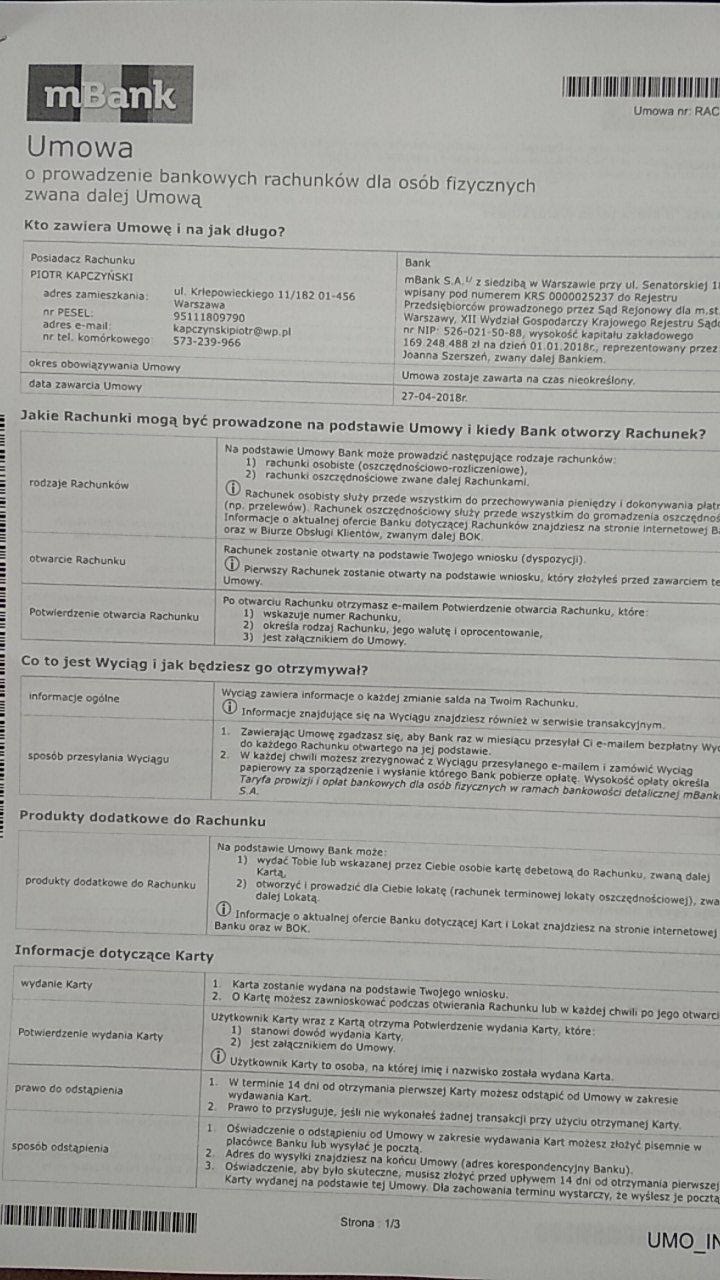 mBank
Umowa nr: RAC
Umowa
o prowadzenie bankowych rachunków dla osób fizycznych
zwana dalej Umową
Kto zawiera Umowę i na jak długo?
Posiadacz Rachunku
PIOTR KAPCZYŃSKI
adres zamieszkania: ul. Krlepowieckiego 11/182 01-456
Warszawa
nr PESEL: 95111809790
adres e-mail: kapczynskipiotr@wp.pl
nr tel. komórkowego: 573-239-966
Bank
mBank S.A.¹/ z siedzibą w Warszawie przy ul. Senatorskiej 18
wpisany pod numerem KRS 0000025237 do Rejestru
Przedsiębiorców prowadzonego przez Sąd Rejonowy dla m.st.
Warszawy, XII Wydział Gospodarczy Krajowego Rejestru Sądo
nr NIP: 526-021-50-88, wysokość kapitału zakładowego
169.248.488 zł na dzień 01.01.2018r., reprezentowany przez
Joanna Szerszeń, zwany dalej Bankiem.
okres obowiązywania Umowy Umowa zostaje zawarta na czas nieokreślony.
data zawarcia Umowy 27-04-2018r.
Jakie Rachunki mogą być prowadzone na podstawie Umowy i kiedy Bank otworzy Rachunek?
rodzaje Rachunków
Na podstawie Umowy Bank może prowadzić następujące rodzaje rachunków:
1) rachunki osobiste (oszczędnościowo-rozliczeniowe),
2) rachunki oszczędnościowe zwane dalej Rachunkami.
Rachunek osobisty służy przede wszystkim do przechowywania pieniędzy i dokonywania płatn
(np. przelewów). Rachunek oszczędnościowy służy przede wszystkim do gromadzenia oszczędnoś
Informacje o aktualnej ofercie Banku dotyczącej Rachunków znajdziesz na stronie internetowej B
oraz w Biurze Obsługi Klientów, zwanym dalej BOK.
otwarcie Rachunku
Rachunek zostanie otwarty na podstawie Twojego wniosku (dyspozycji).
Pierwszy Rachunek zostanie otwarty na podstawie wniosku, który złożyłeś przed zawarciem te
Umowy.
Potwierdzenie otwarcia Rachunku
Po otwarciu Rachunku otrzymasz e-mailem Potwierdzenie otwarcia Rachunku, które:
1) wskazuje numer Rachunku,
2) określa rodzaj Rachunku, jego walutę i oprocentowanie,
3) jest załącznikiem do Umowy.
Co to jest Wyciąg i jak będziesz go otrzymywał?
informacje ogólne
Wyciąg zawiera informacje o każdej zmianie salda na Twoim Rachunku.
Informacje znajdujące się na Wyciągu znajdziesz również w serwisie transakcyjnym.
sposób przesyłania Wyciągu
1. Zawierając Umowę zgadzasz się, aby Bank raz w miesiącu przesyłał Ci e-mailem bezpłatny Wyc
do każdego Rachunku otwartego na jej podstawie.
2. W każdej chwili możesz zrezygnować z Wyciągu przesyłanego e-mailem i zamówić Wyciąg
papierowy za sporządzenie i wysłanie którego Bank pobierze opłatę. Wysokość opłaty określa
Taryfa prowizji i opłat bankowych dla osób fizycznych w ramach bankowości detalicznej mBank
S.A.
Produkty dodatkowe do Rachunku
produkty dodatkowe do Rachunku
Na podstawie Umowy Bank może:
1) wydać Tobie lub wskazanej przez Ciebie osobie kartę debetową do Rachunku, zwaną dalej
Kartą,
2) otworzyć i prowadzić dla Ciebie lokatę (rachunek terminowej lokaty oszczędnościowej), zwa
dalej Lokatą.
Informacje o aktualnej ofercie Banku dotyczącej Kart i Lokat znajdziesz na stronie internetowej
Banku oraz w BOK.
Informacje dotyczące Karty
wydanie Karty
1. Karta zostanie wydana na podstawie Twojego wniosku.
2. O Kartę możesz zawnioskować podczas otwierania Rachunku lub w każdej chwili po jego otwarci
Potwierdzenie wydania Karty
Użytkownik Karty wraz z Kartą otrzyma Potwierdzenie wydania Karty, które:
1) stanowi dowód wydania Karty,
2) jest załącznikiem do Umowy.
Użytkownik Karty to osoba, na której imię i nazwisko została wydana Karta.
prawo do odstąpienia
1. W terminie 14 dni od otrzymania pierwszej Karty możesz odstąpić od Umowy w zakresie
wydawania Kart.
2. Prawo to przysługuje, jeśli nie wykonałeś żadnej transakcji przy użyciu otrzymanej Karty.
sposób odstąpienia
1. Oświadczenie o odstąpieniu od Umowy w zakresie wydawania Kart możesz złożyć pisemnie w
placówce Banku lub wysyłać je pocztą.
2. Adres do wysyłki znajdziesz na końcu Umowy (adres korespondencyjny Banku).
3. Oświadczenie, aby było skuteczne, musisz złożyć przed upływem 14 dni od otrzymania pierwszej
Karty wydanej na podstawie tej Umowy. Dla zachowania terminu wystarczy, że wyślesz je pocztą
Strona : 1/3
UMO_IN